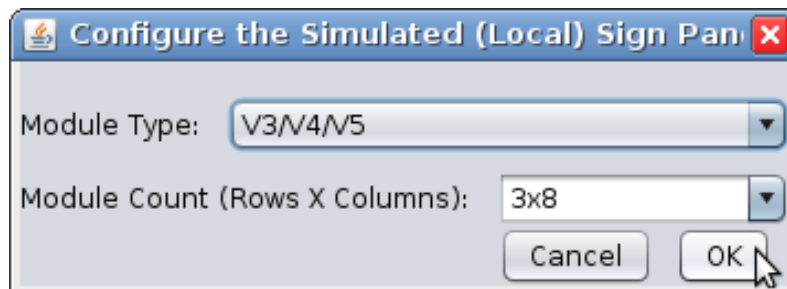 Configure the Simulated (Local) Sign Pan
Module Type: V3/V4/V5
Module Count (Rows X Columns): 3x8
Cancel OK